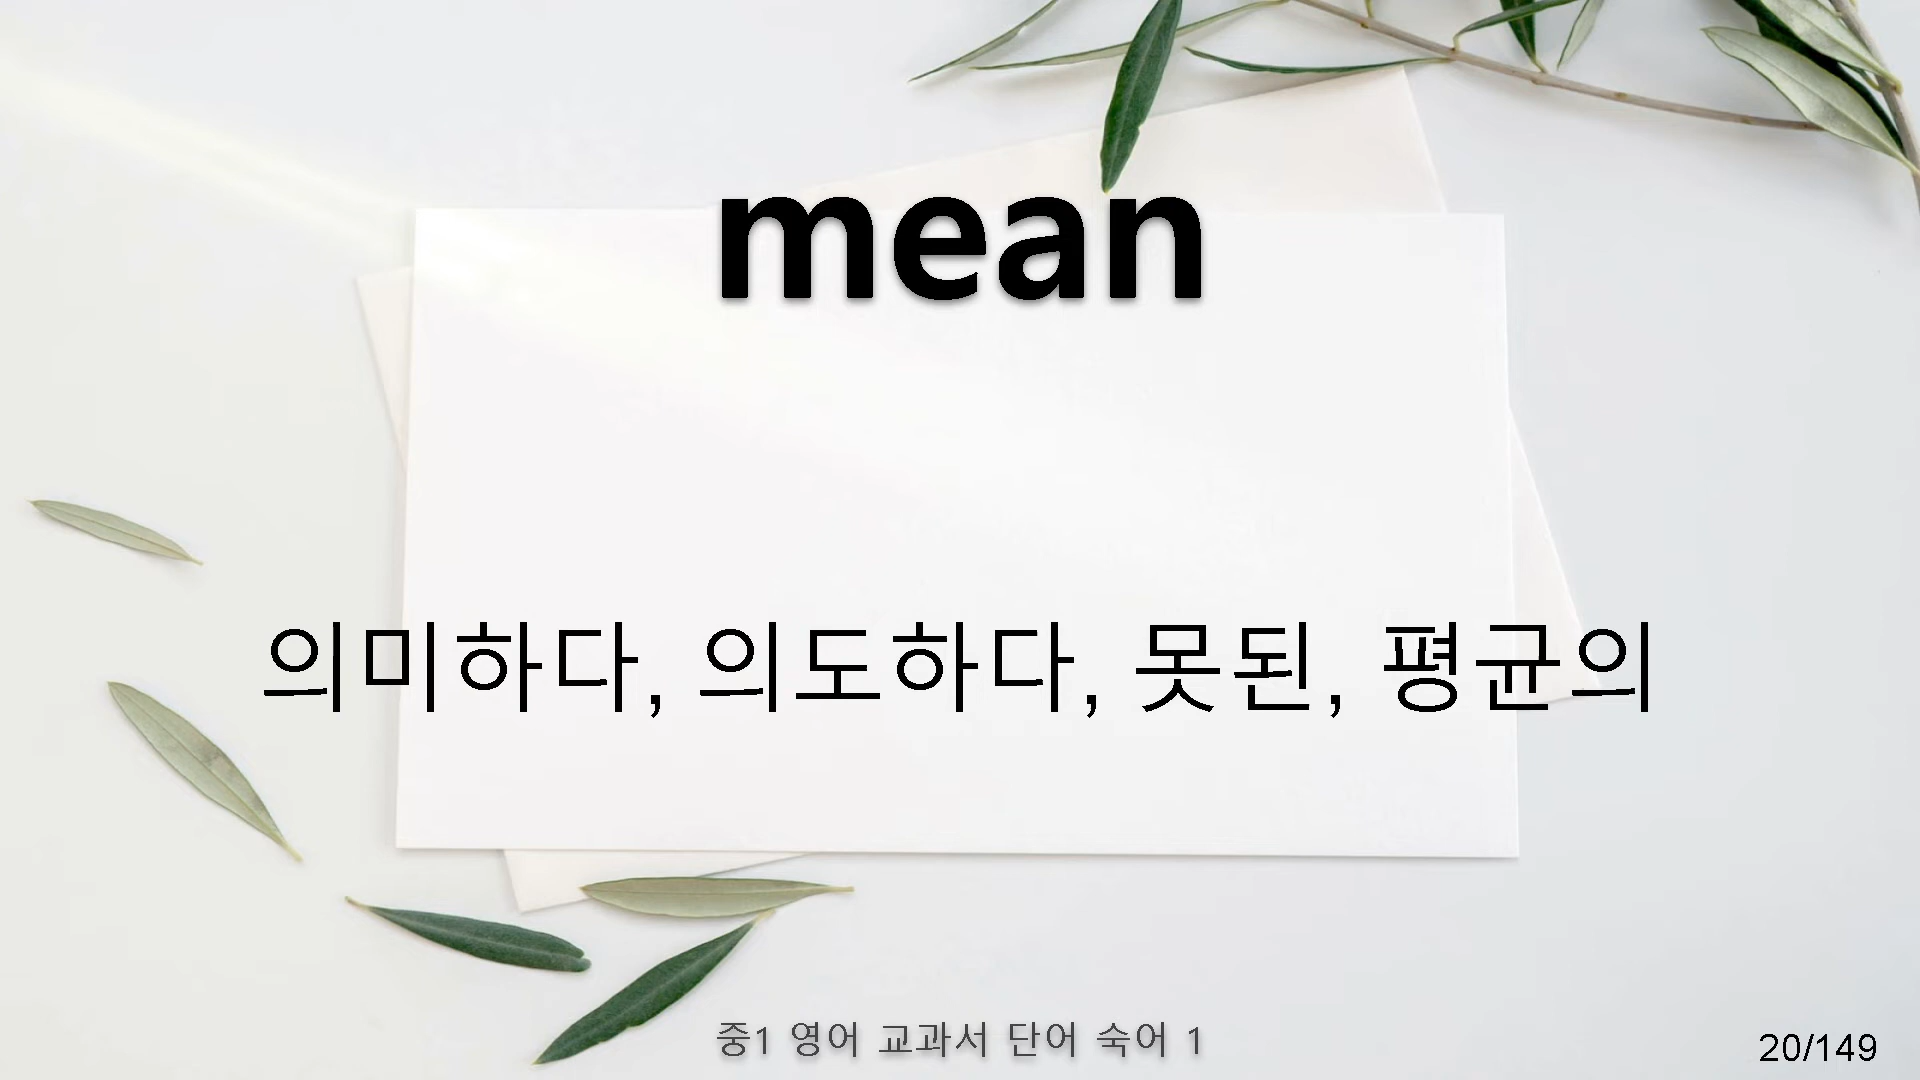 mean
의미하다, 의도하다, 못된, 평균의
중1 영어 교과서 단어 숙어 1
20/149